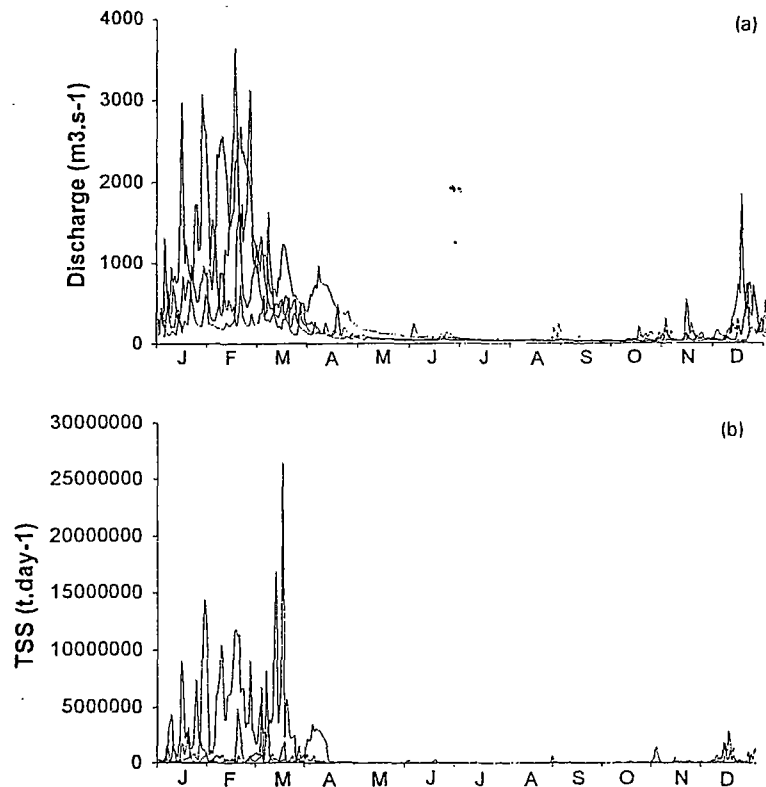 (a)
4000
3000
2000
1000
0
Discharge (m3.s-1)
J F M A M J J A S O N D
(b)
30000000
25000000
20000000
15000000
10000000
5000000
0
TSS (t.day-1)
J F M A M J J A S O N D